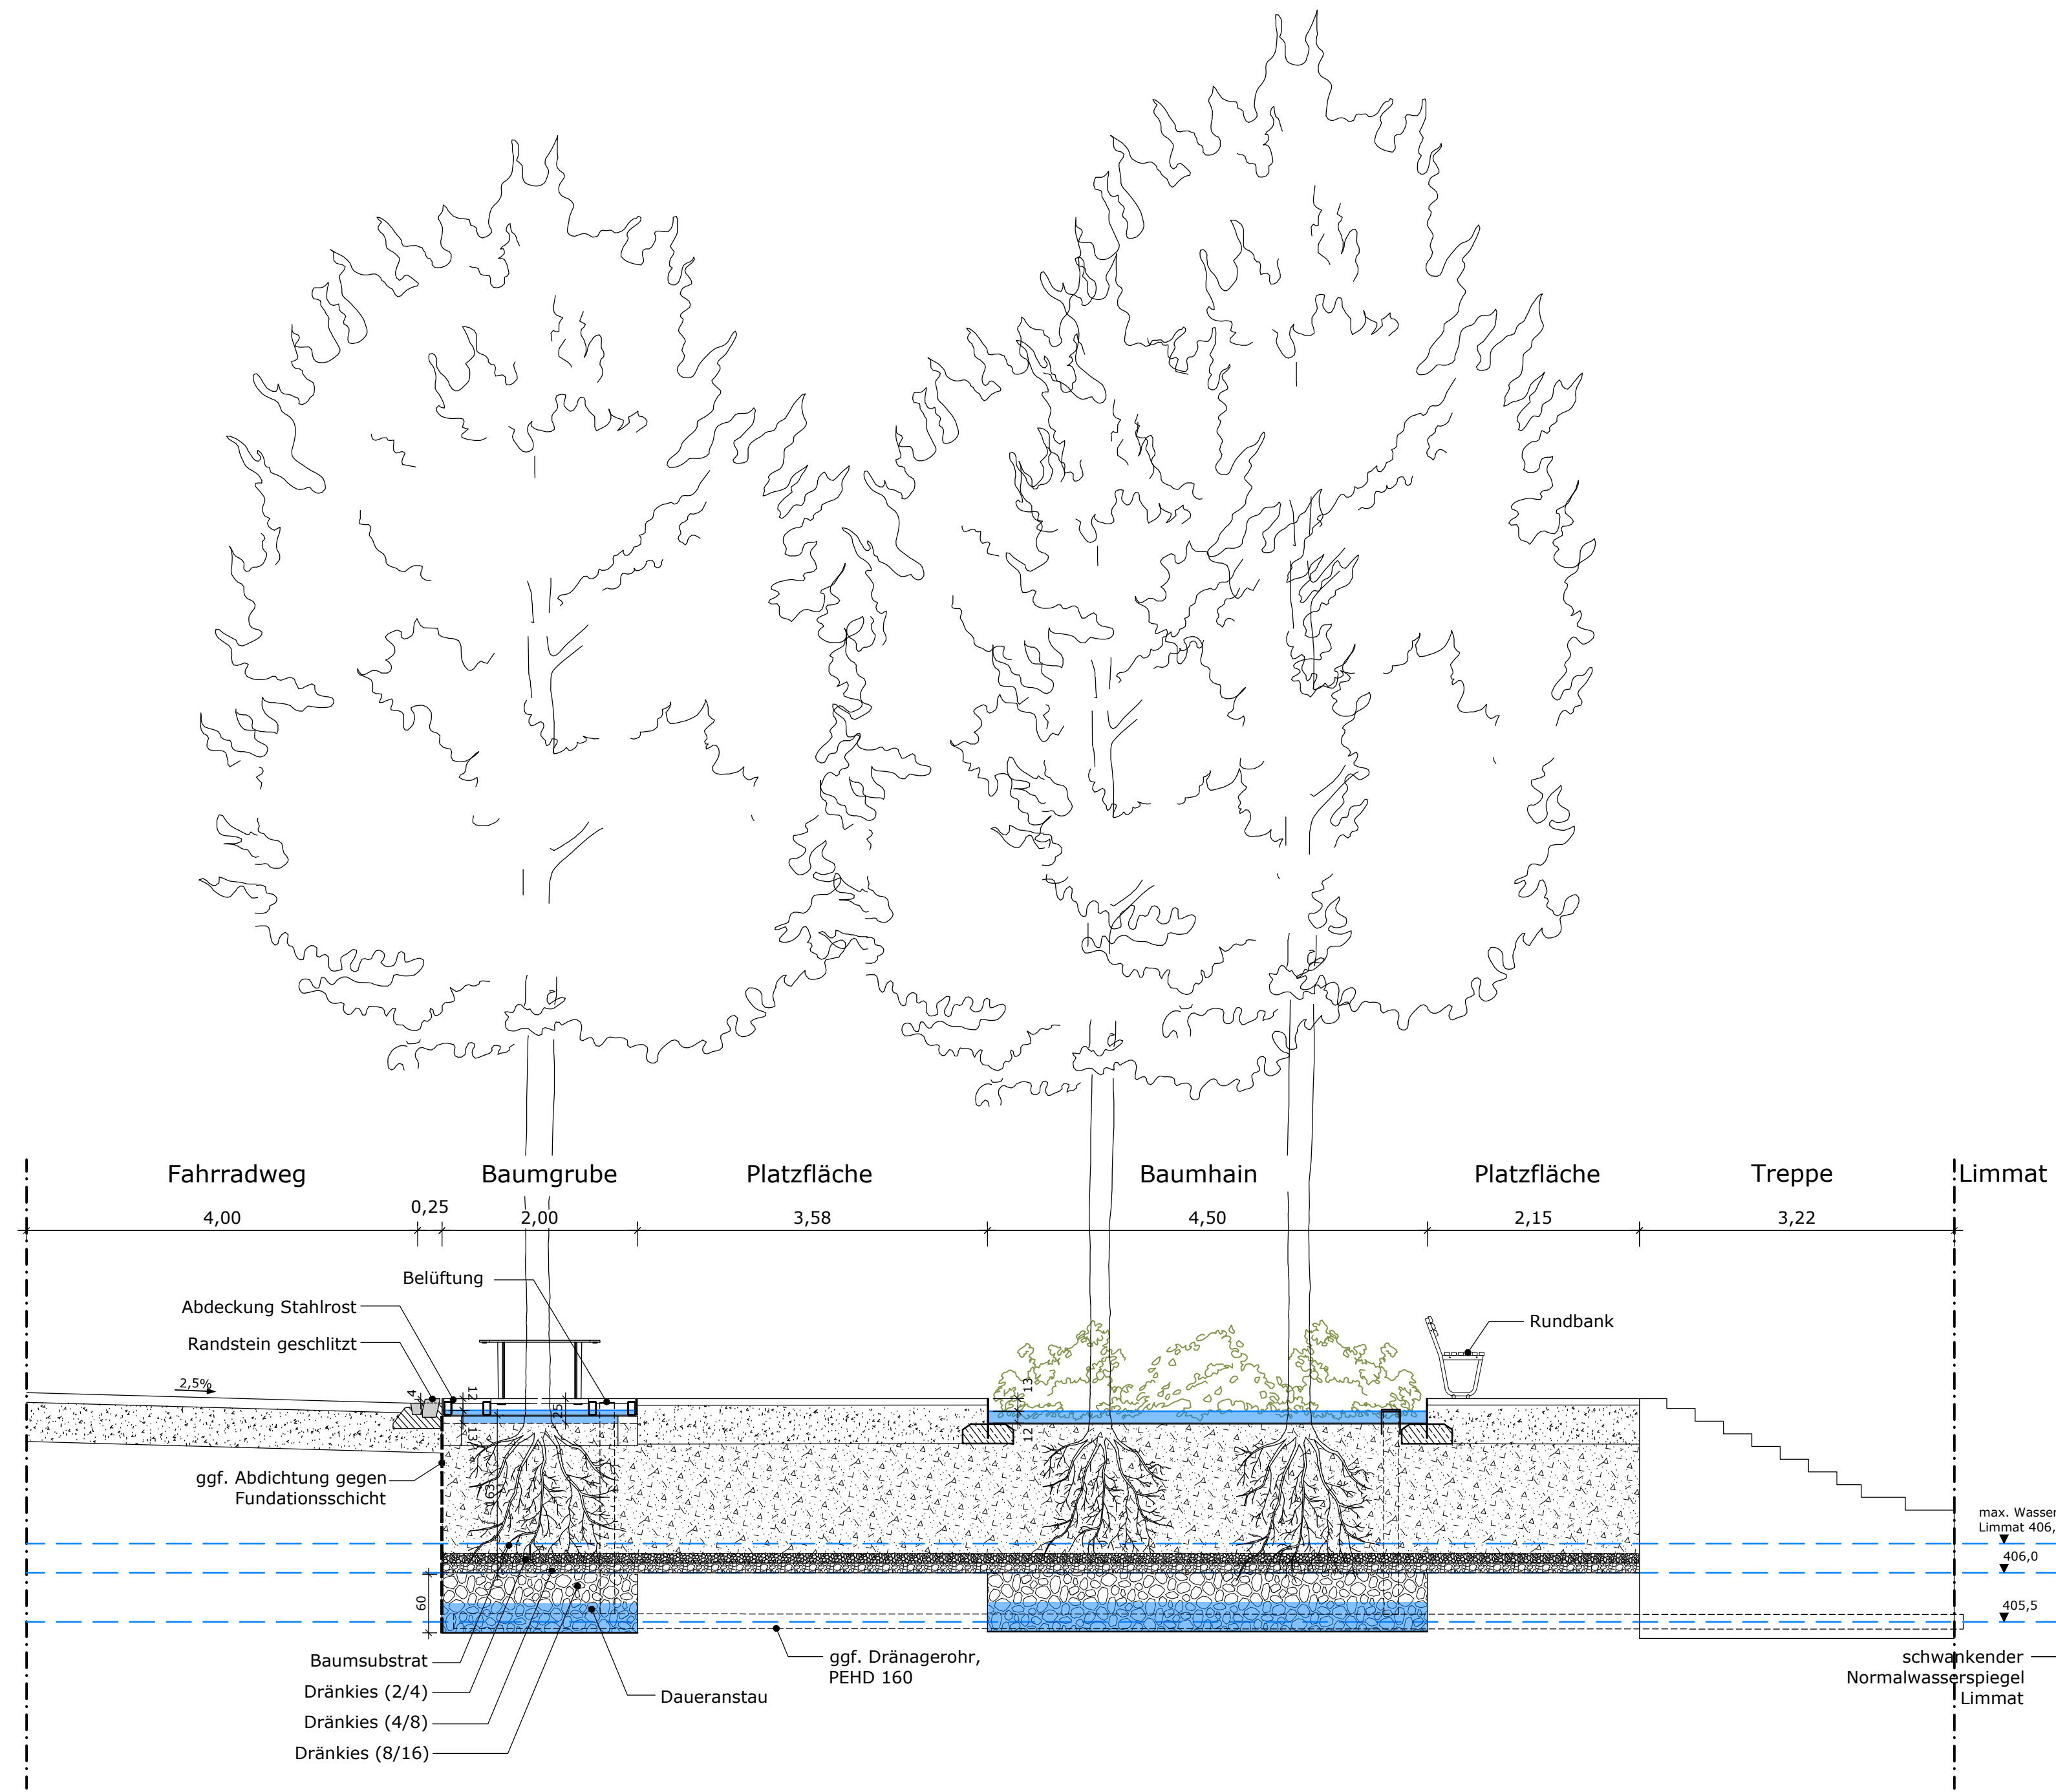 Fahrradweg
Baumgrube
Platzfläche
Baumhain
Platzfläche
Treppe
Limmat
4,00
0,25
2,00
3,58
4,50
2,15
3,22
Belüftung
Abdeckung Stahlrost
Randstein geschlitzt
Rundbank
2,5%
4
12
13
25
13
12
163
ggf. Abdichtung gegen
Fundationsschicht
max. Wasser
Limmat 406,
406,0
405,5
60
Baumsubstrat
Dränkies (2/4)
Dränkies (4/8)
Dränkies (8/16)
Daueranstau
ggf. Dränagerohr,
PEHD 160
schwankender
Normalwasserspiegel
Limmat